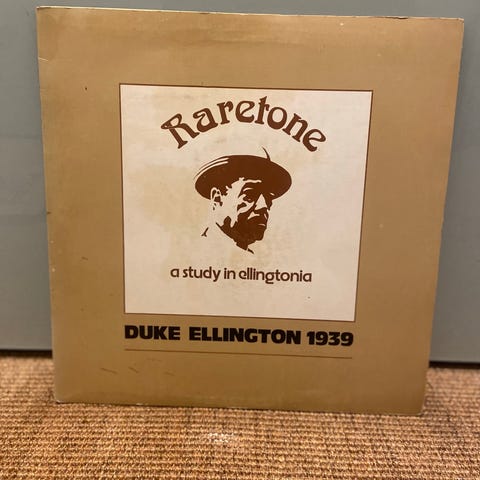 Raretone
a study in ellingtonia
DUKE ELLINGTON 1939